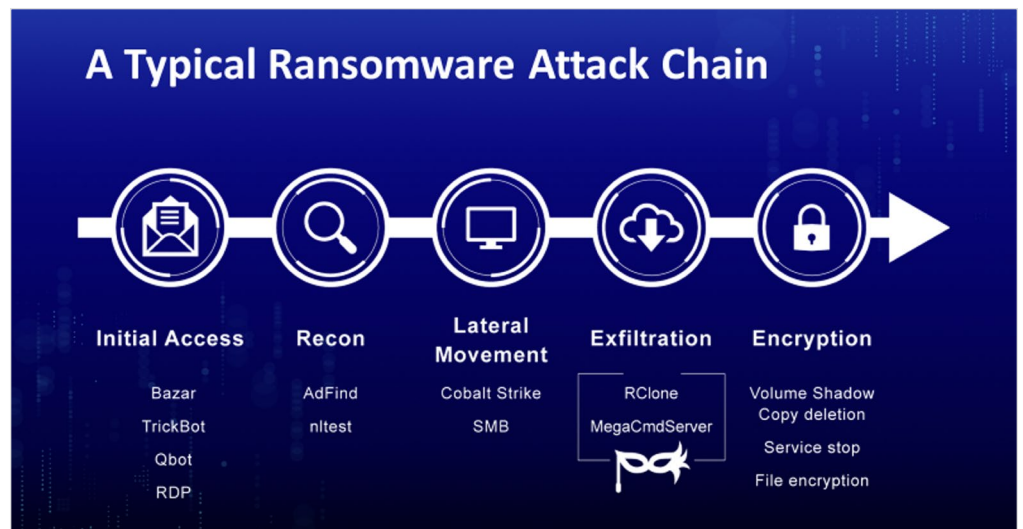 A Typical Ransomware Attack Chain
Initial Access
Bazar
TrickBot
Qbot
RDP
Recon
AdFind
nltest
Lateral
Movement
Cobalt Strike
SMB
Exfiltration
RClone
MegaCmdServer
Encryption
Volume Shadow
Copy deletion
Service stop
File encryption